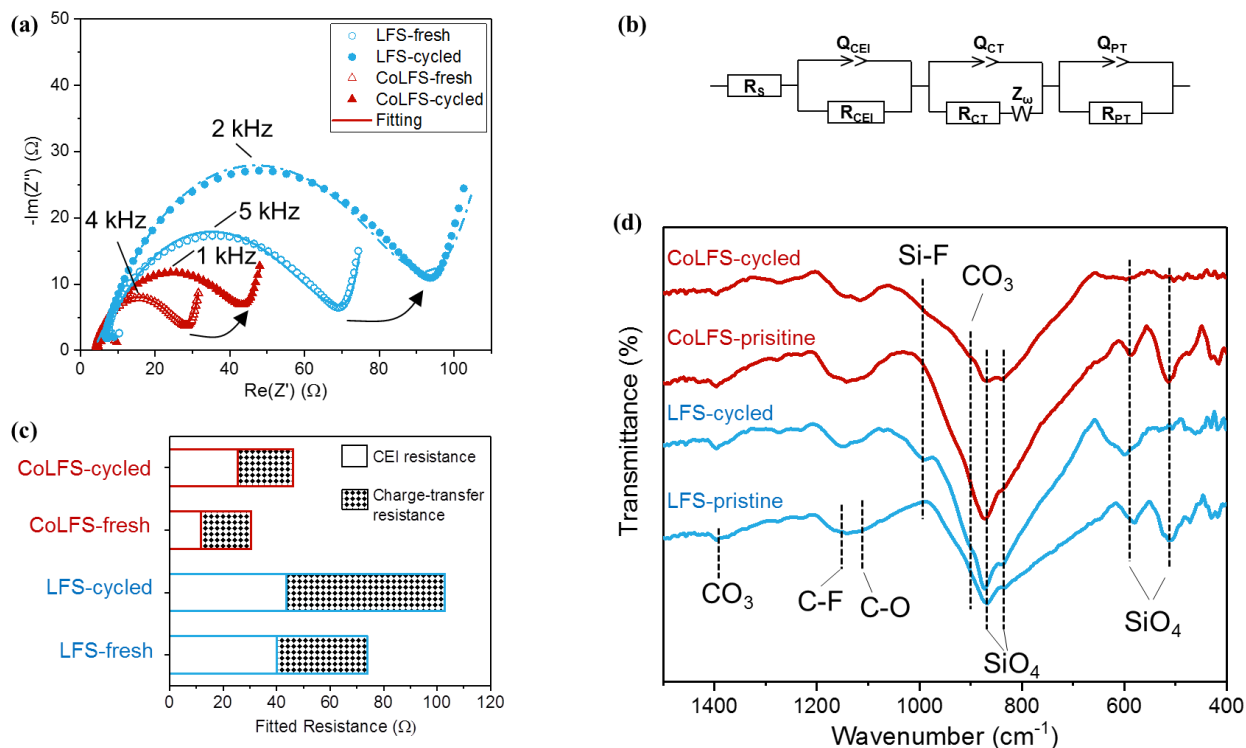 (a)
50
40
30
20
10
0
-Im(Z") (Ω)
0 20 40 60 80 100
Re(Z') (Ω)
LFS-fresh
LFS-cycled
CoLFS-fresh
CoLFS-cycled
Fitting
2 kHz
5 kHz
4 kHz
1 kHz
(b)
Q_CEI
Q_CT
Q_PT
R_S
Z_ω
R_CEI
R_CT
R_PT
(c)
CoLFS-cycled
CoLFS-fresh
LFS-cycled
LFS-fresh
CEI resistance
Charge-transfer
resistance
0 20 40 60 80 100 120
Fitted Resistance (Ω)
(d)
Transmittance (%)
CoLFS-cycled
CoLFS-prisitine
LFS-cycled
LFS-pristine
Si-F
CO₃
CO₃
C-F
C-O
SiO₄
SiO₄
1400 1200 1000 800 600 400
Wavenumber (cm⁻¹)